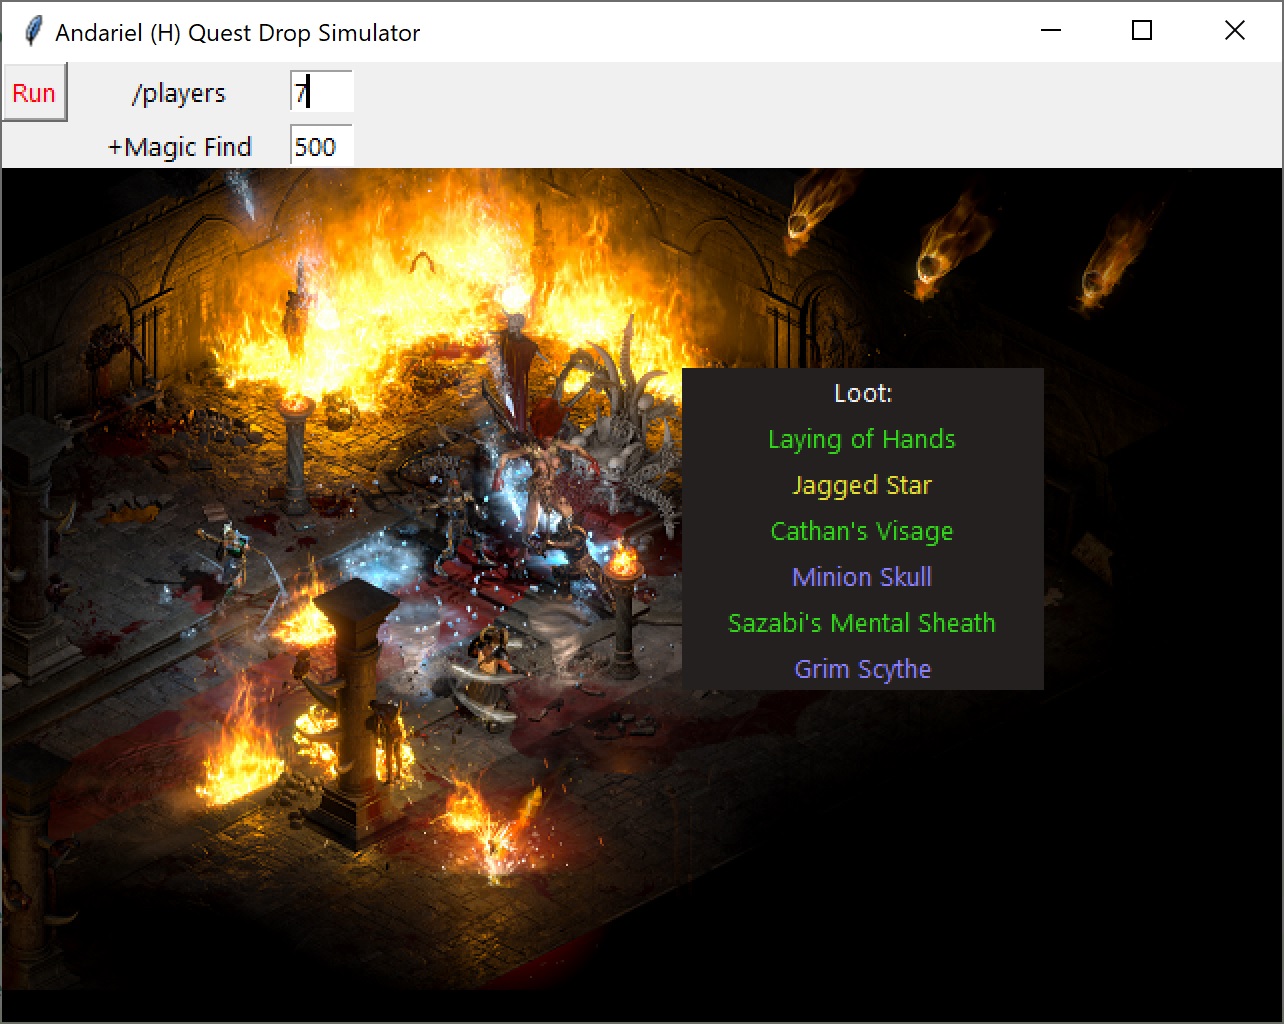 Andariel (H) Quest Drop Simulator
Run
/players
7
+Magic Find
500
Loot:
Laying of Hands
Jagged Star
Cathan's Visage
Minion Skull
Sazabi's Mental Sheath
Grim Scythe